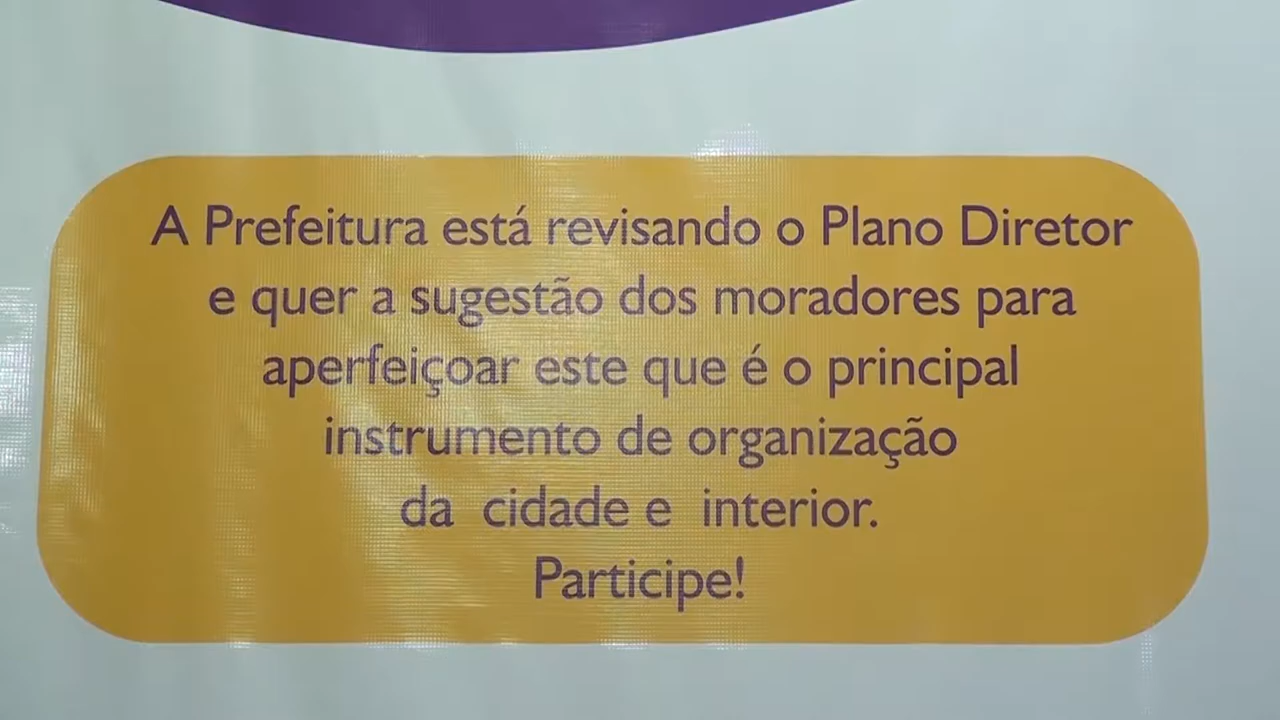 A Prefeitura está revisando o Plano Diretor
e quer a sugestão dos moradores para
aperfeiçoar este que é o principal
instrumento de organização
da cidade e interior.
Participe!